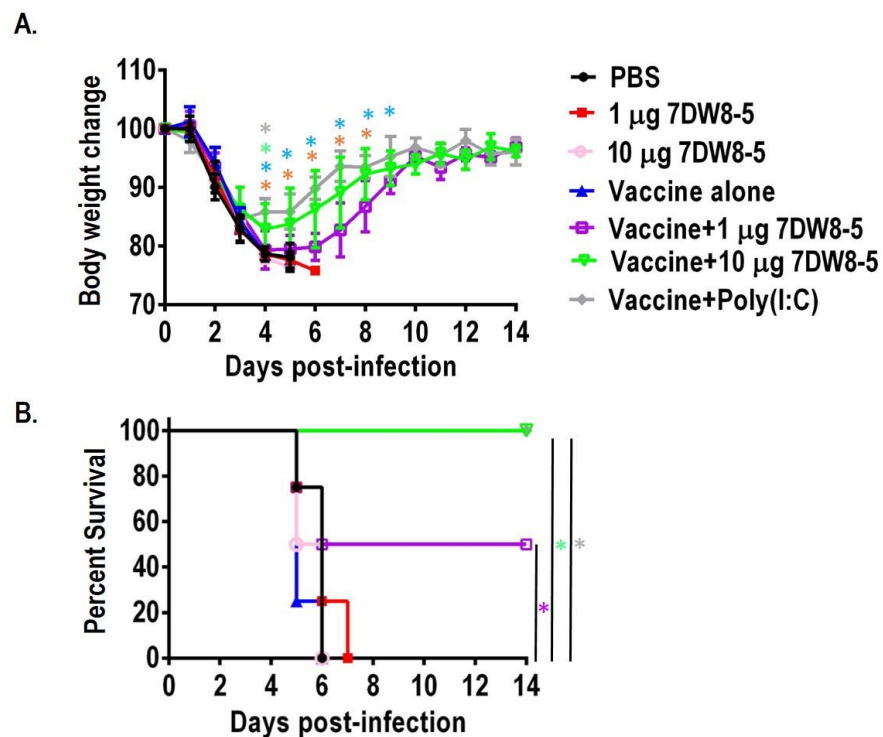 A.
Body weight change
110
100
90
80
70
0 2 4 6 8 10 12 14
Days post-infection
* * * * * *
* * * * *
*
*
PBS
1 μg 7DW8-5
10 μg 7DW8-5
Vaccine alone
Vaccine+1 μg 7DW8-5
Vaccine+10 μg 7DW8-5
Vaccine+Poly(I:C)
B.
Percent Survival
100
80
60
40
20
0
0 2 4 6 8 10 12 14
Days post-infection
* * *